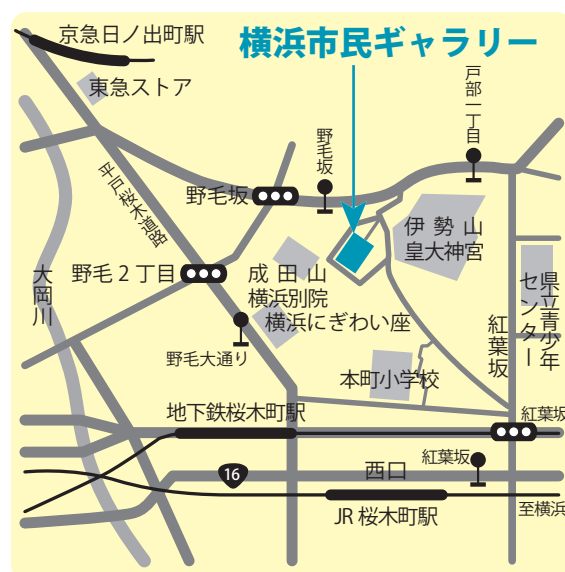 京急日ノ出町駅
横浜市民ギャラリー
東急ストア
戸部一丁目
野毛坂
平戸桜木道路
野毛坂
伊勢山
皇大神宮
大岡川
野毛2丁目
成田山
横浜別院
県立青少年
センター
横浜にぎわい座
紅葉坂
野毛大通り
本町小学校
地下鉄桜木町駅
紅葉坂
16
西口
紅葉坂
至横浜
JR桜木町駅